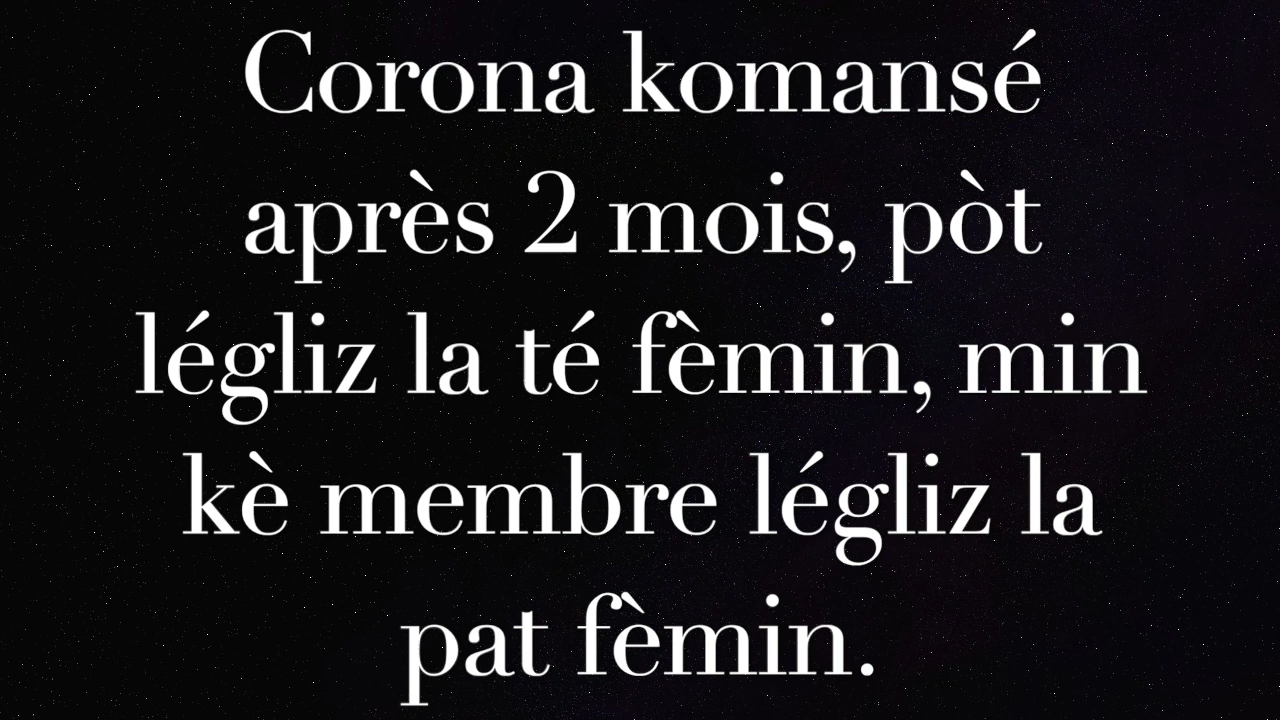 Corona komansé
après 2 mois, pòt
légliz la té fèmin, min
kè membre légliz la
pat fèmin.